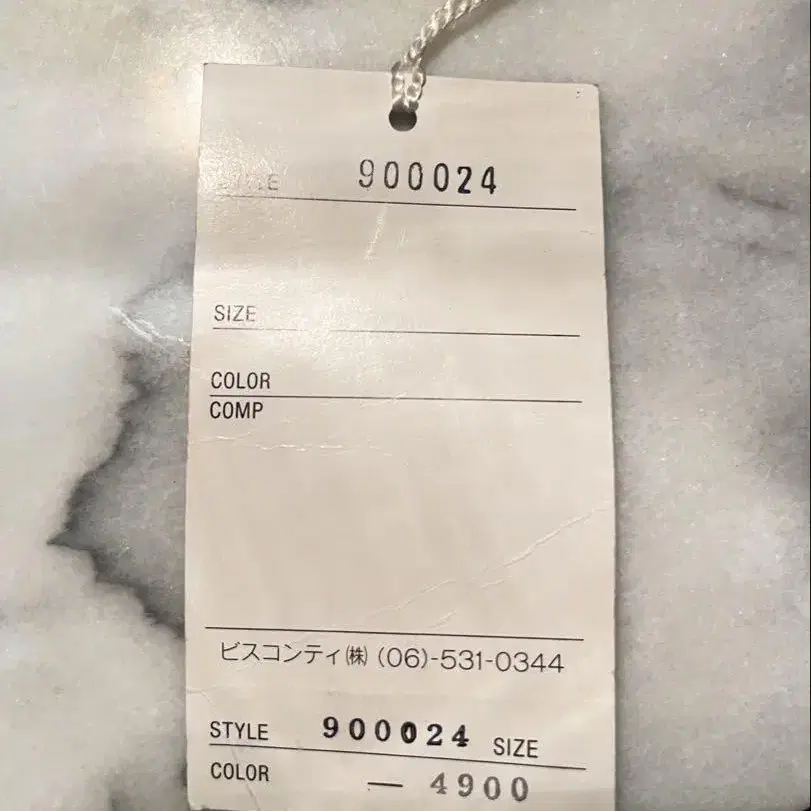 STYLE 900024
SIZE
COLOR
COMP
ビスコンティ㈱ (06)-531-0344
STYLE 900024 SIZE
COLOR — 4900